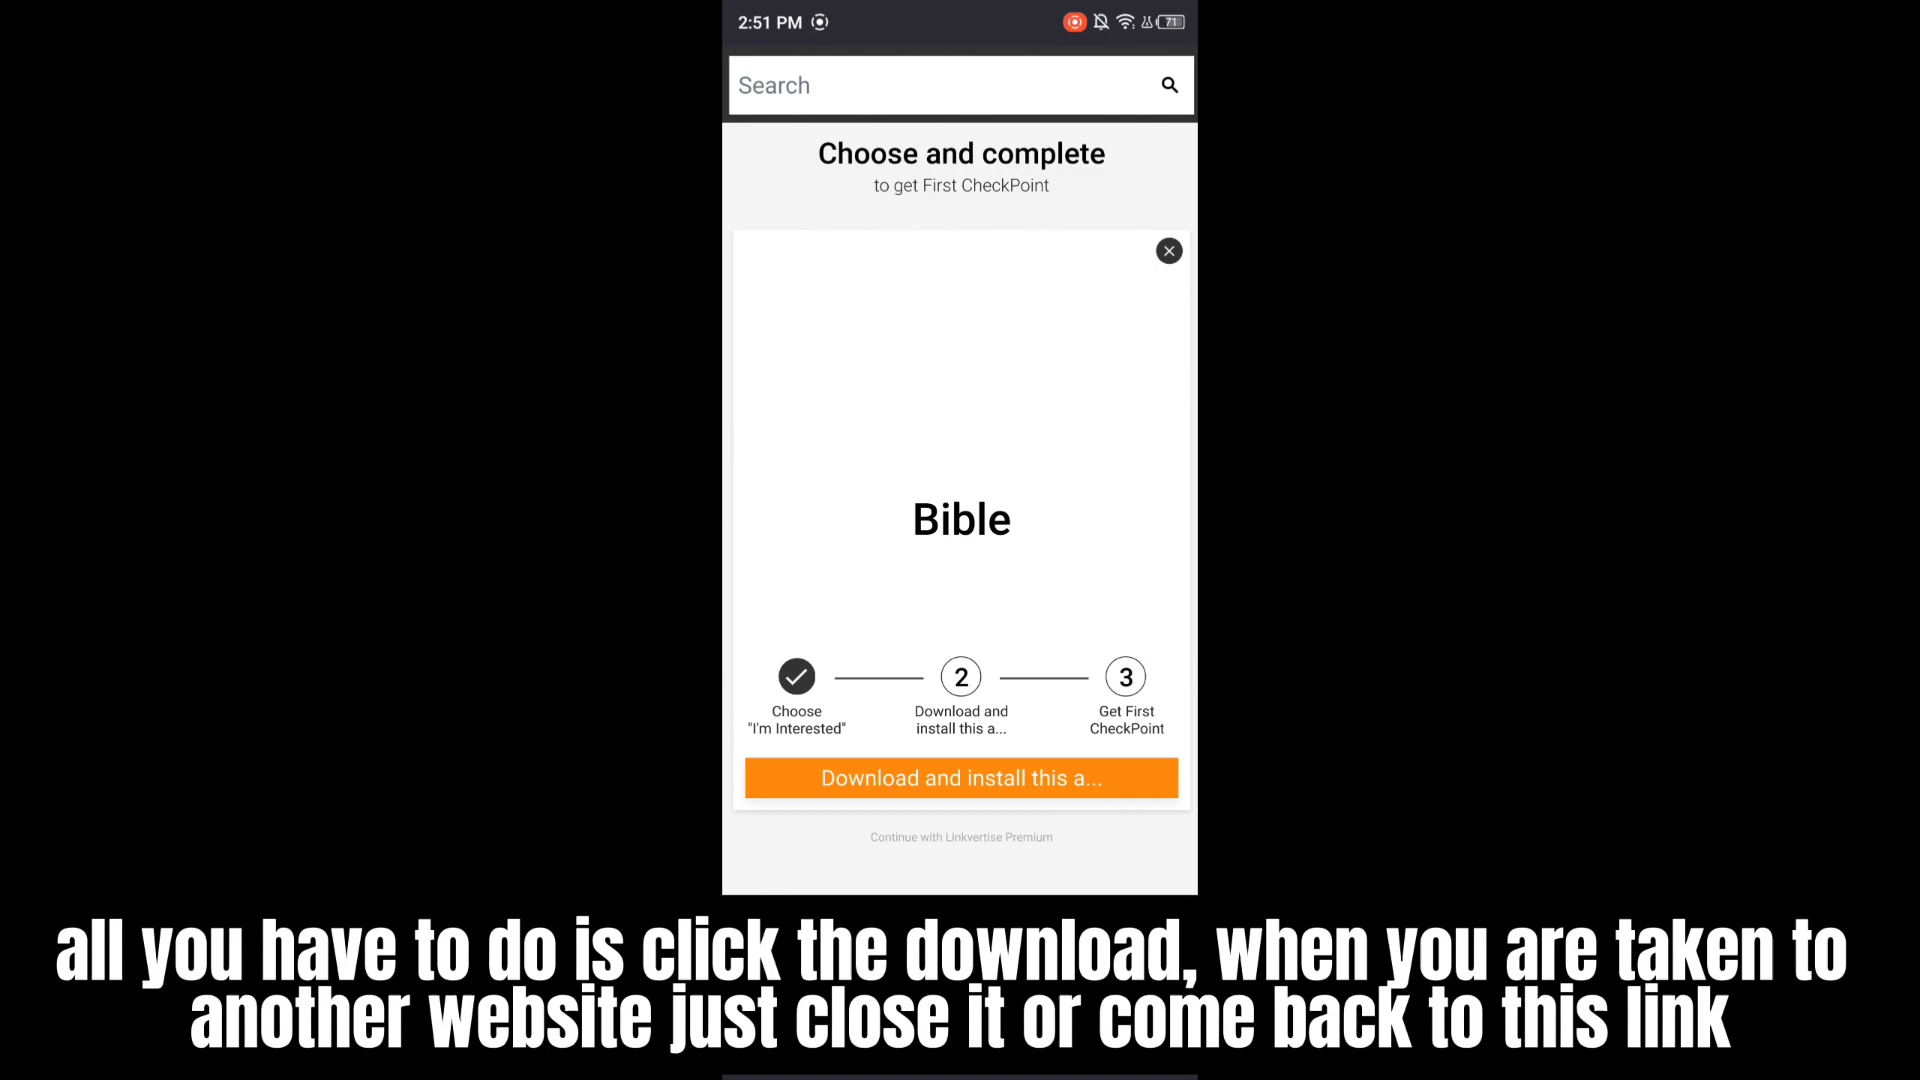 2:51 PM
71
Search
Choose and complete
to get First CheckPoint
Bible
2
3
Choose
"I'm Interested"
Download and
install this a...
Get First
CheckPoint
Download and install this a...
Continue with Linkvertise Premium
all you have to do is click the download, when you are taken to
another website just close it or come back to this link